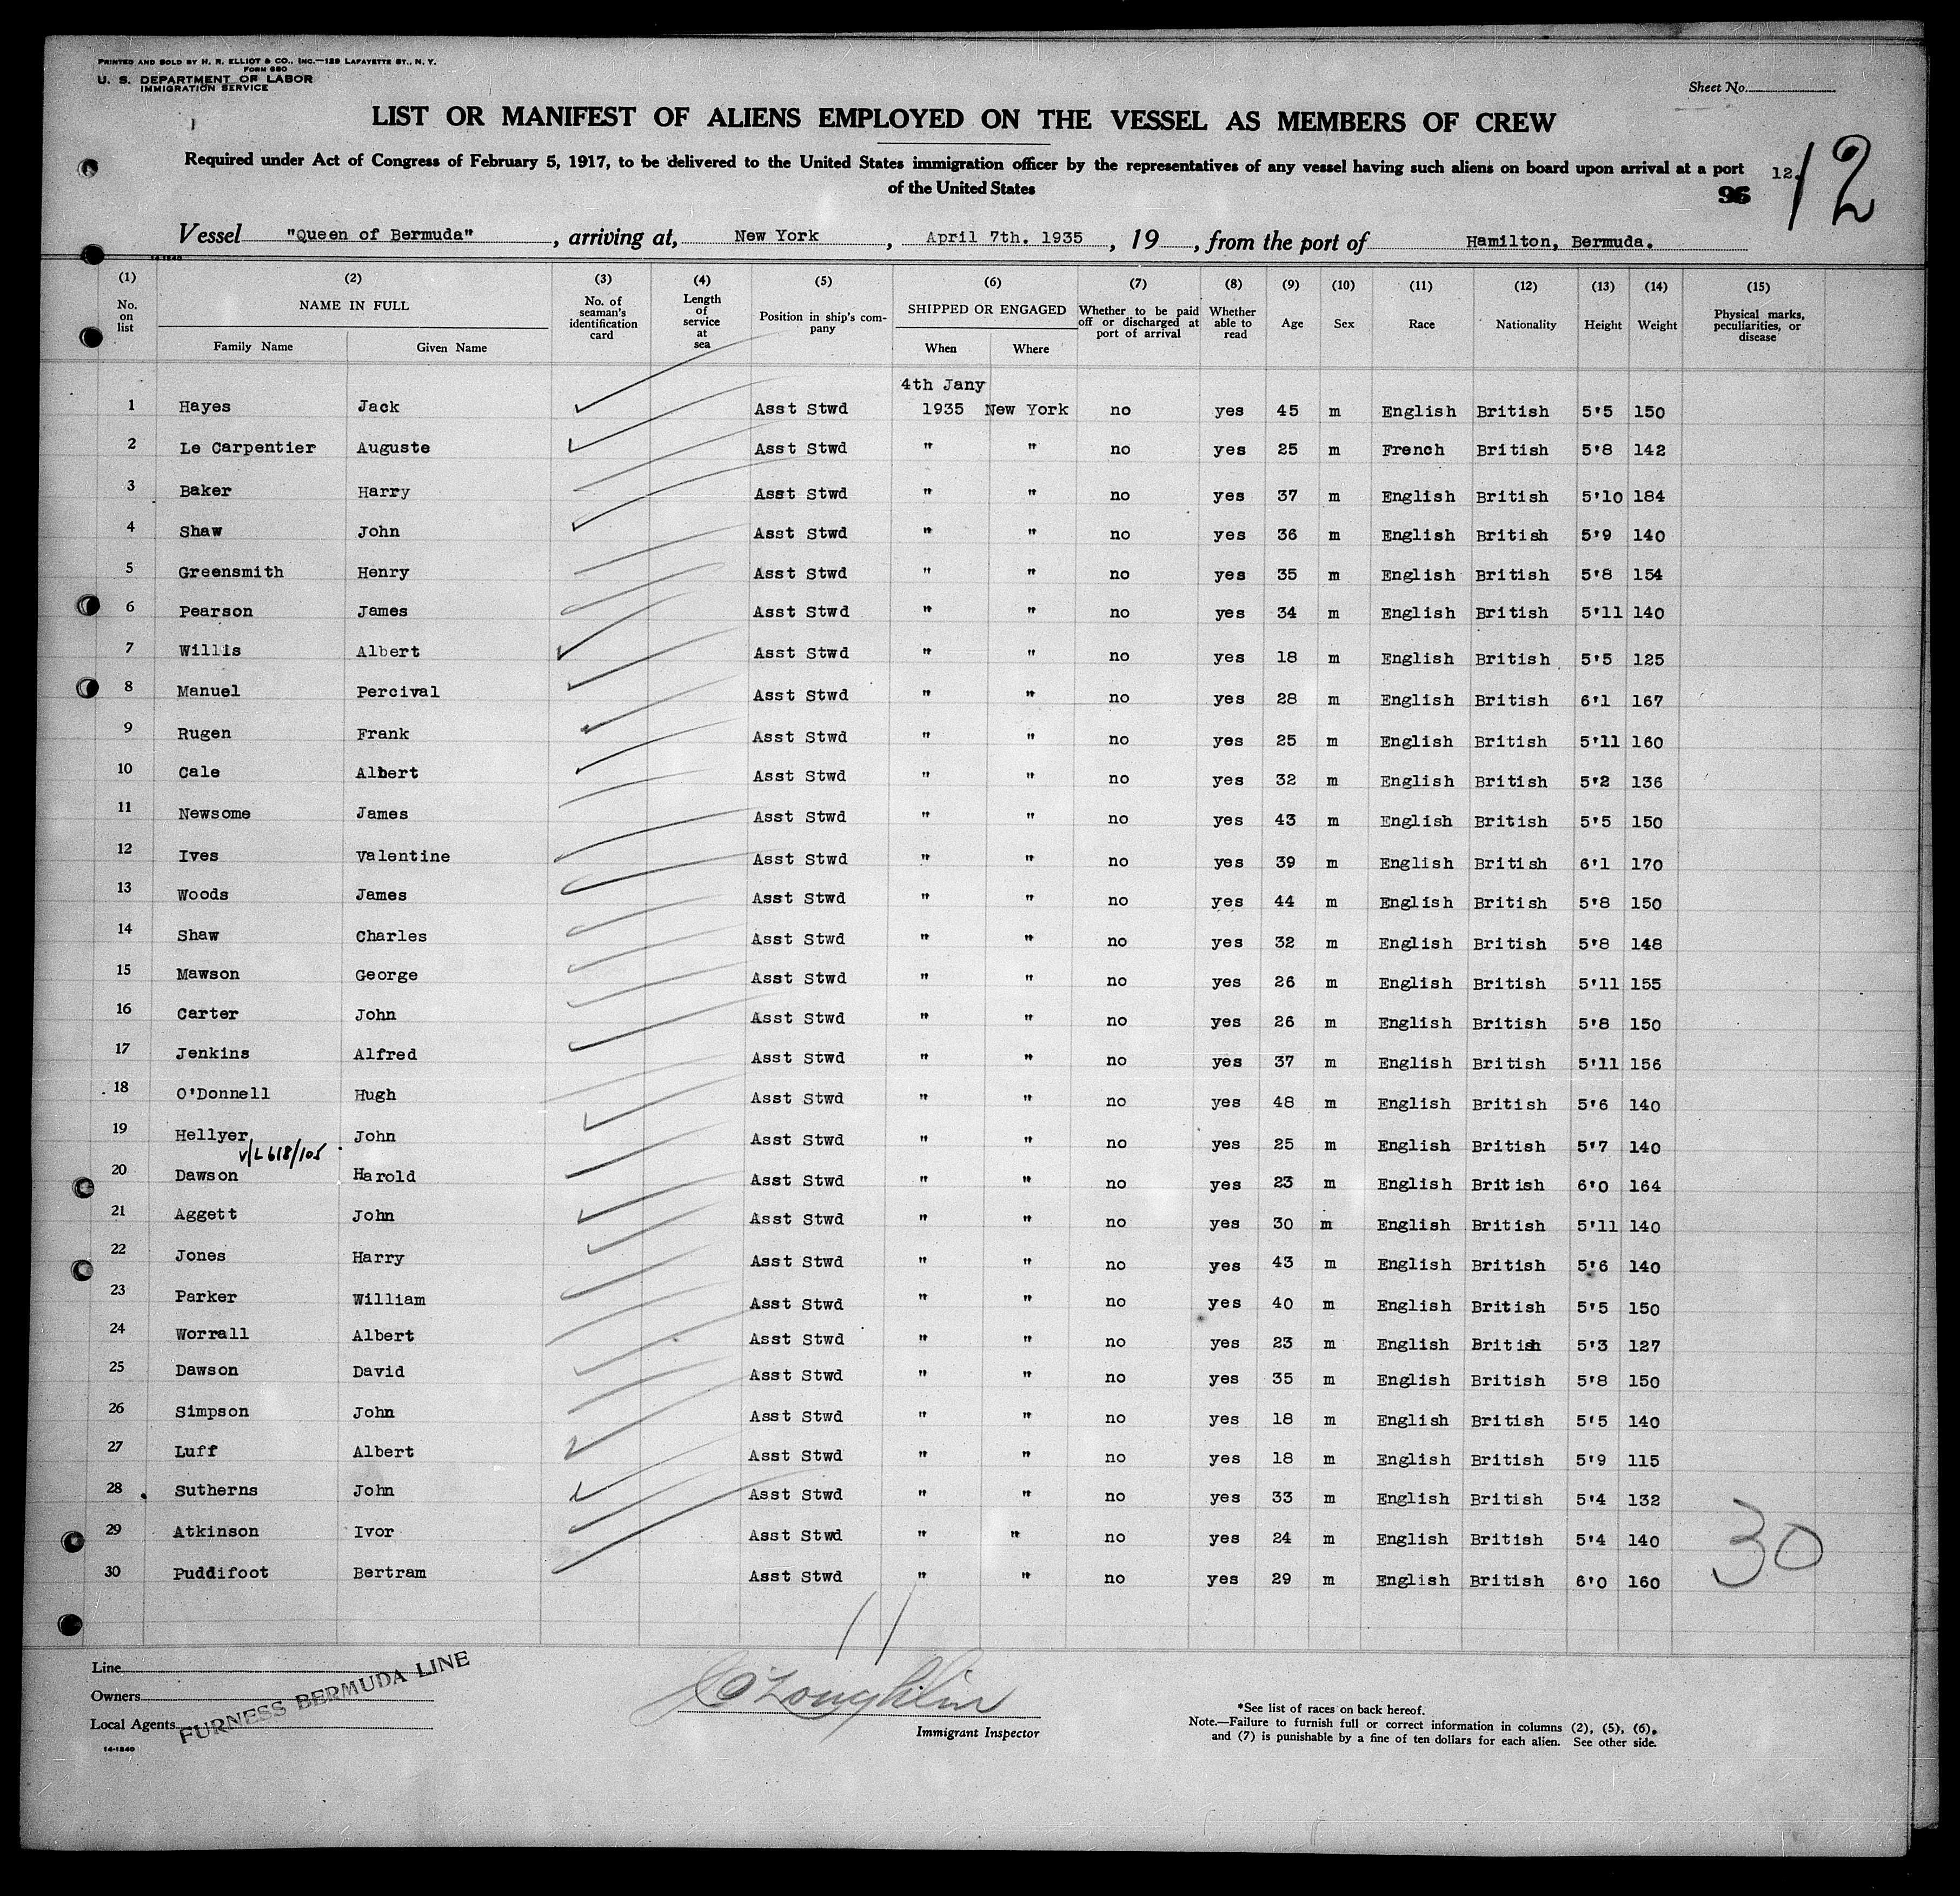 PRINTED AND SOLD BY H. R. ELLIOT & CO., INC.—129 LAFAYETTE ST., N. Y.
FORM 680
U. S. DEPARTMENT OF LABOR
IMMIGRATION SERVICE
Sheet No.
LIST OR MANIFEST OF ALIENS EMPLOYED ON THE VESSEL AS MEMBERS OF CREW
Required under Act of Congress of February 5, 1917, to be delivered to the United States immigration officer by the representatives of any vessel having such aliens on board upon arrival at a port
of the United States
12.
12
96
Vessel "Queen of Bermuda", arriving at, New York, April 7th. 1935, 19, from the port of Hamilton, Bermuda.
14-1240
(1) (2) (3) (4) (5) (6) (7) (8) (9) (10) (11) (12) (13) (14) (15)
No. on list NAME IN FULL Family Name Given Name No. of seaman's identification card Length of service at sea Position in ship's company SHIPPED OR ENGAGED When Where Whether to be paid off or discharged at port of arrival Whether able to read Age Sex Race Nationality Height Weight Physical marks, peculiarities, or disease
4th Jany
1 Hayes Jack Asst Stwd 1935 New York no yes 45 m English British 5'5 150
2 Le Carpentier Auguste Asst Stwd " " no yes 25 m French British 5'8 142
3 Baker Harry Asst Stwd " " no yes 37 m English British 5'10 184
4 Shaw John Asst Stwd " " no yes 36 m English British 5'9 140
5 Greensmith Henry Asst Stwd " " no yes 35 m English British 5'8 154
6 Pearson James Asst Stwd " " no yes 34 m English British 5'11 140
7 Willis Albert Asst Stwd " " no yes 18 m English British 5'5 125
8 Manuel Percival Asst Stwd " " no yes 28 m English British 6'1 167
9 Rugen Frank Asst Stwd " " no yes 25 m English British 5'11 160
10 Cale Albert Asst Stwd " " no yes 32 m English British 5'2 136
11 Newsome James Asst Stwd " " no yes 43 m English British 5'5 150
12 Ives Valentine Asst Stwd " " no yes 39 m English British 6'1 170
13 Woods James Asst Stwd " " no yes 44 m English British 5'8 150
14 Shaw Charles Asst Stwd " " no yes 32 m English British 5'8 148
15 Mawson George Asst Stwd " " no yes 26 m English British 5'11 155
16 Carter John Asst Stwd " " no yes 26 m English British 5'8 150
17 Jenkins Alfred Asst Stwd " " no yes 37 m English British 5'11 156
18 O'Donnell Hugh Asst Stwd " " no yes 48 m English British 5'6 140
19 Hellyer John Asst Stwd " " no yes 25 m English British 5'7 140
v/L 618/105
20 Dawson Harold Asst Stwd " " no yes 23 m English British 6'0 164
21 Aggett John Asst Stwd " " no yes 30 m English British 5'11 140
22 Jones Harry Asst Stwd " " no yes 43 m English British 5'6 140
23 Parker William Asst Stwd " " no yes 40 m English British 5'5 150
24 Worrall Albert Asst Stwd " " no yes 23 m English British 5'3 127
25 Dawson David Asst Stwd " " no yes 35 m English British 5'8 150
26 Simpson John Asst Stwd " " no yes 18 m English British 5'5 140
27 Luff Albert Asst Stwd " " no yes 18 m English British 5'9 115
28 Sutherns John Asst Stwd " " no yes 33 m English British 5'4 132
29 Atkinson Ivor Asst Stwd " " no yes 24 m English British 5'4 140
30 Puddifoot Bertram Asst Stwd " " no yes 29 m English British 6'0 160
30
Line
Owners
Local Agents
FURNESS BERMUDA LINE
14-1240
O'Loughlin
Immigrant Inspector
*See list of races on back hereof.
Note.—Failure to furnish full or correct information in columns (2), (5), (6),
and (7) is punishable by a fine of ten dollars for each alien. See other side.